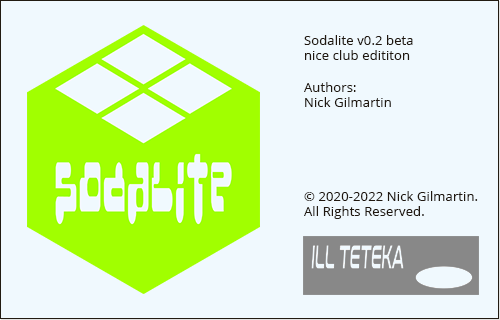 SODALITE
Sodalite v0.2 beta
nice club edititon
Authors:
Nick Gilmartin
© 2020-2022 Nick Gilmartin.
All Rights Reserved.
ILL TETEKA